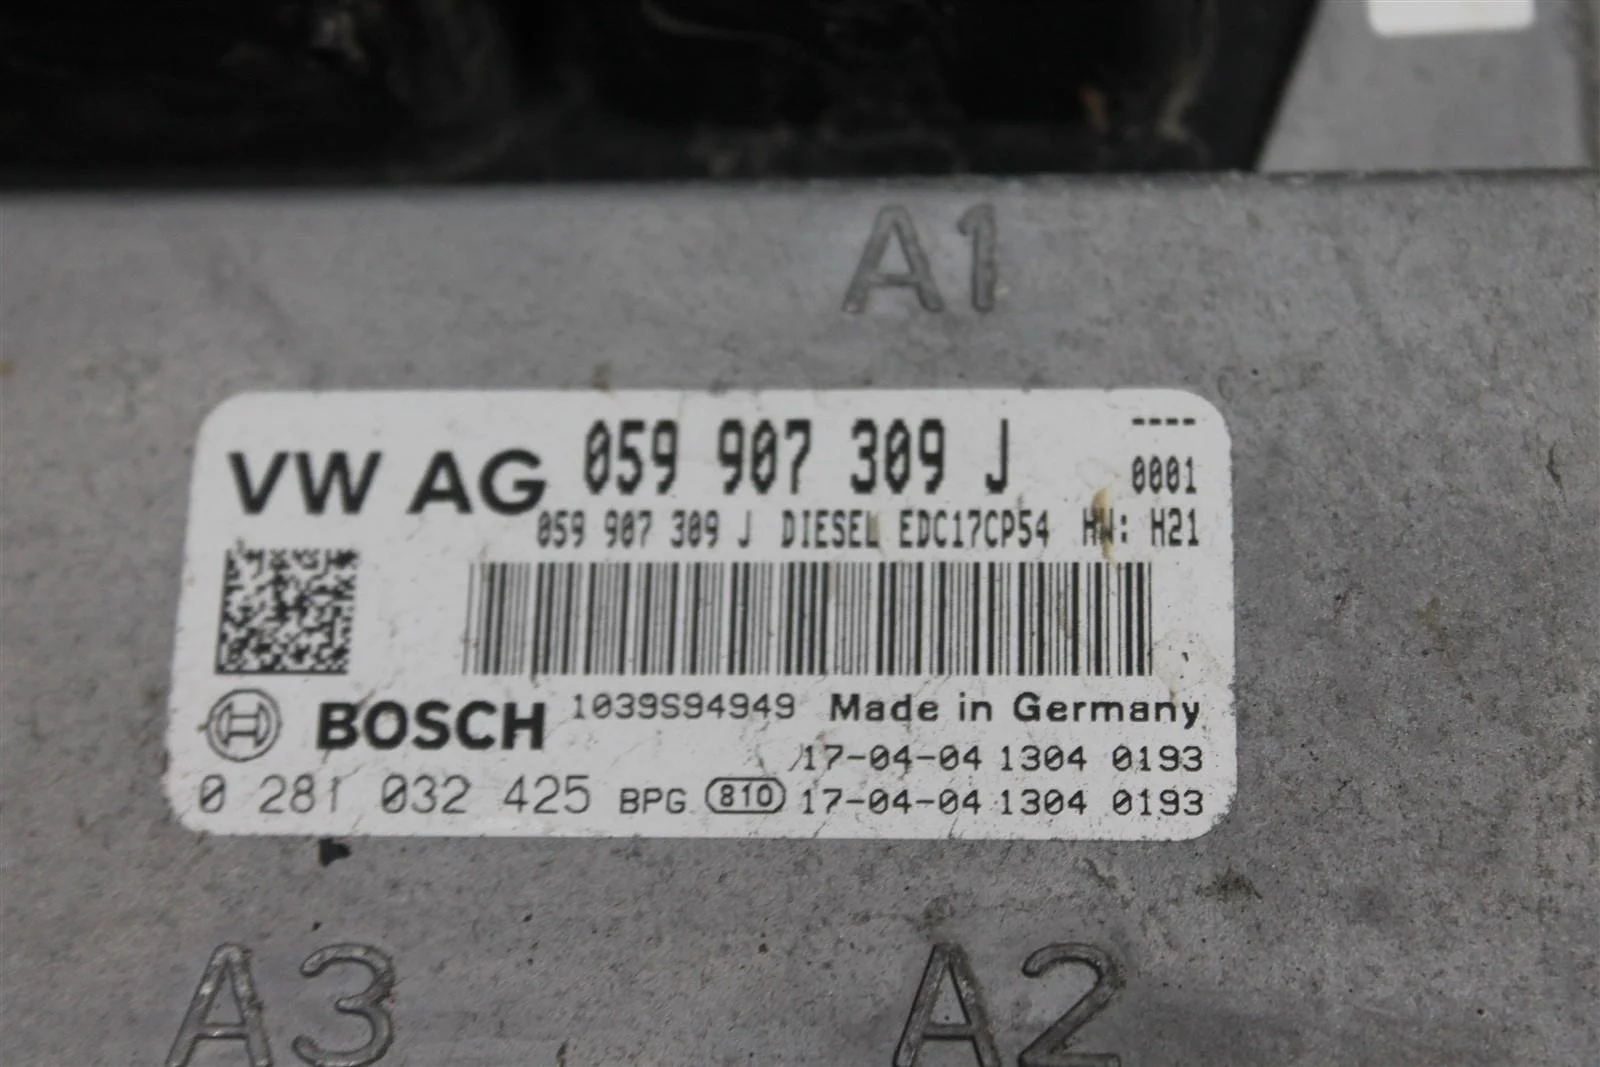 A1
VW AG 059 907 309 J ----
0001
059 907 309 J DIESEL EDC17CP54 HW: H21
BOSCH 1039S94949 Made in Germany
17-04-04 1304 0193
0 281 032 425 BPG 810 17-04-04 1304 0193
A3 A2